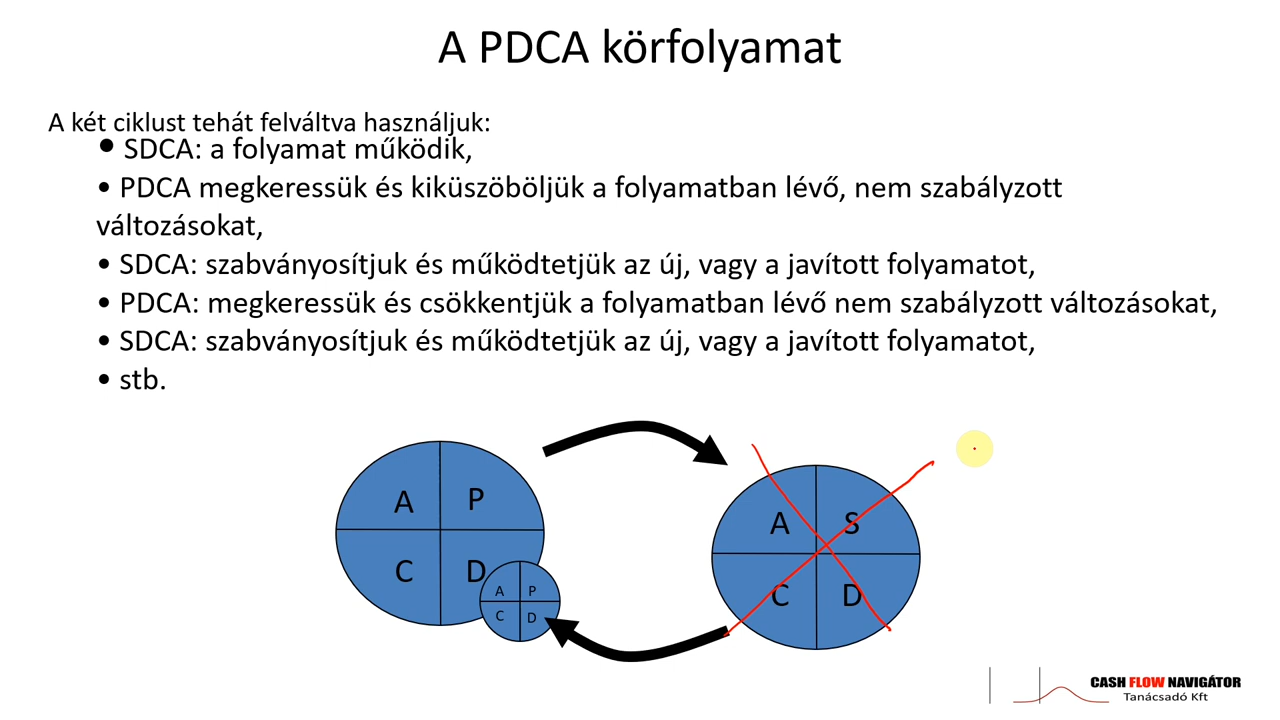 A PDCA körfolyamat
A két ciklust tehát felváltva használjuk:
• SDCA: a folyamat működik,
• PDCA megkeressük és kiküszöböljük a folyamatban lévő, nem szabályzott
változásokat,
• SDCA: szabványosítjuk és működtetjük az új, vagy a javított folyamatot,
• PDCA: megkeressük és csökkentjük a folyamatban lévő nem szabályzott változásokat,
• SDCA: szabványosítjuk és működtetjük az új, vagy a javított folyamatot,
• stb.
A P
C D
A P
C D
A S
C D
CASH FLOW NAVIGÁTOR
Tanácsadó Kft